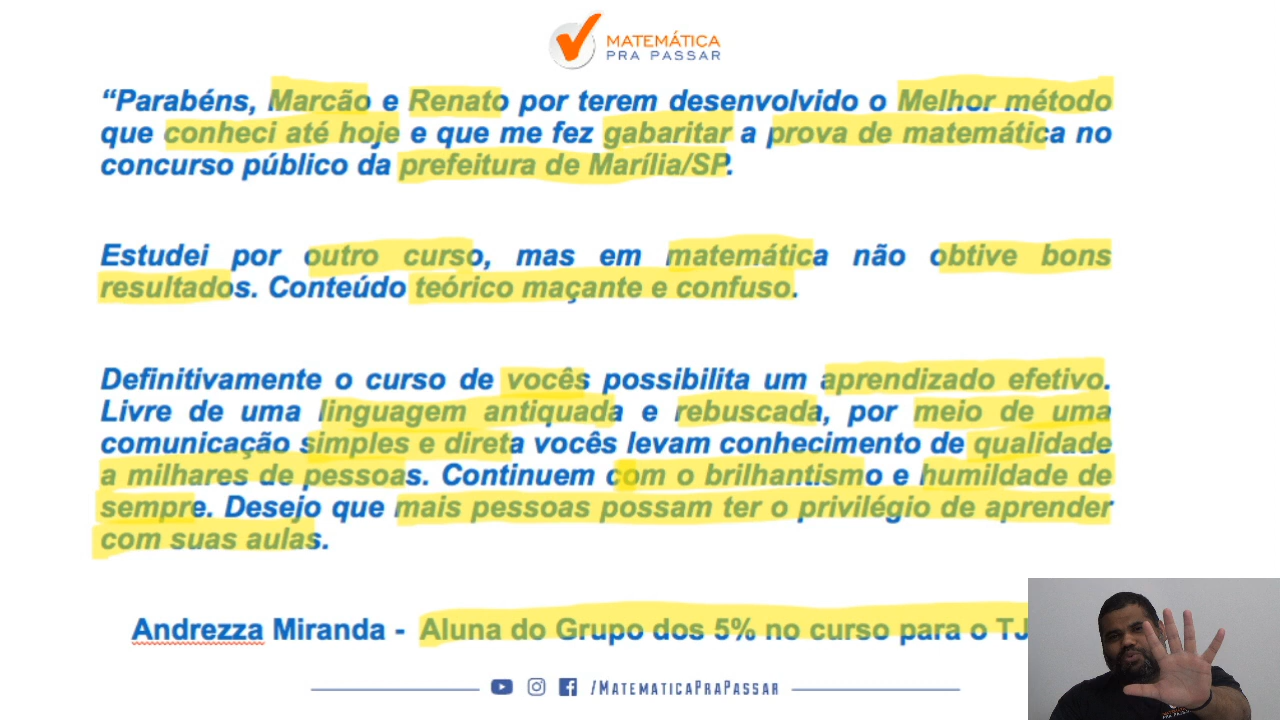 MATEMÁTICA
PRA PASSAR
“Parabéns, Marcão e Renato por terem desenvolvido o Melhor método
que conheci até hoje e que me fez gabaritar a prova de matemática no
concurso público da prefeitura de Marília/SP.
Estudei por outro curso, mas em matemática não obtive bons
resultados. Conteúdo teórico maçante e confuso.
Definitivamente o curso de vocês possibilita um aprendizado efetivo.
Livre de uma linguagem antiquada e rebuscada, por meio de uma
comunicação simples e direta vocês levam conhecimento de qualidade
a milhares de pessoas. Continuem com o brilhantismo e humildade de
sempre. Desejo que mais pessoas possam ter o privilégio de aprender
com suas aulas.
Andrezza Miranda - Aluna do Grupo dos 5% no curso para o TJ
/MATEMATICAPRAPASSAR